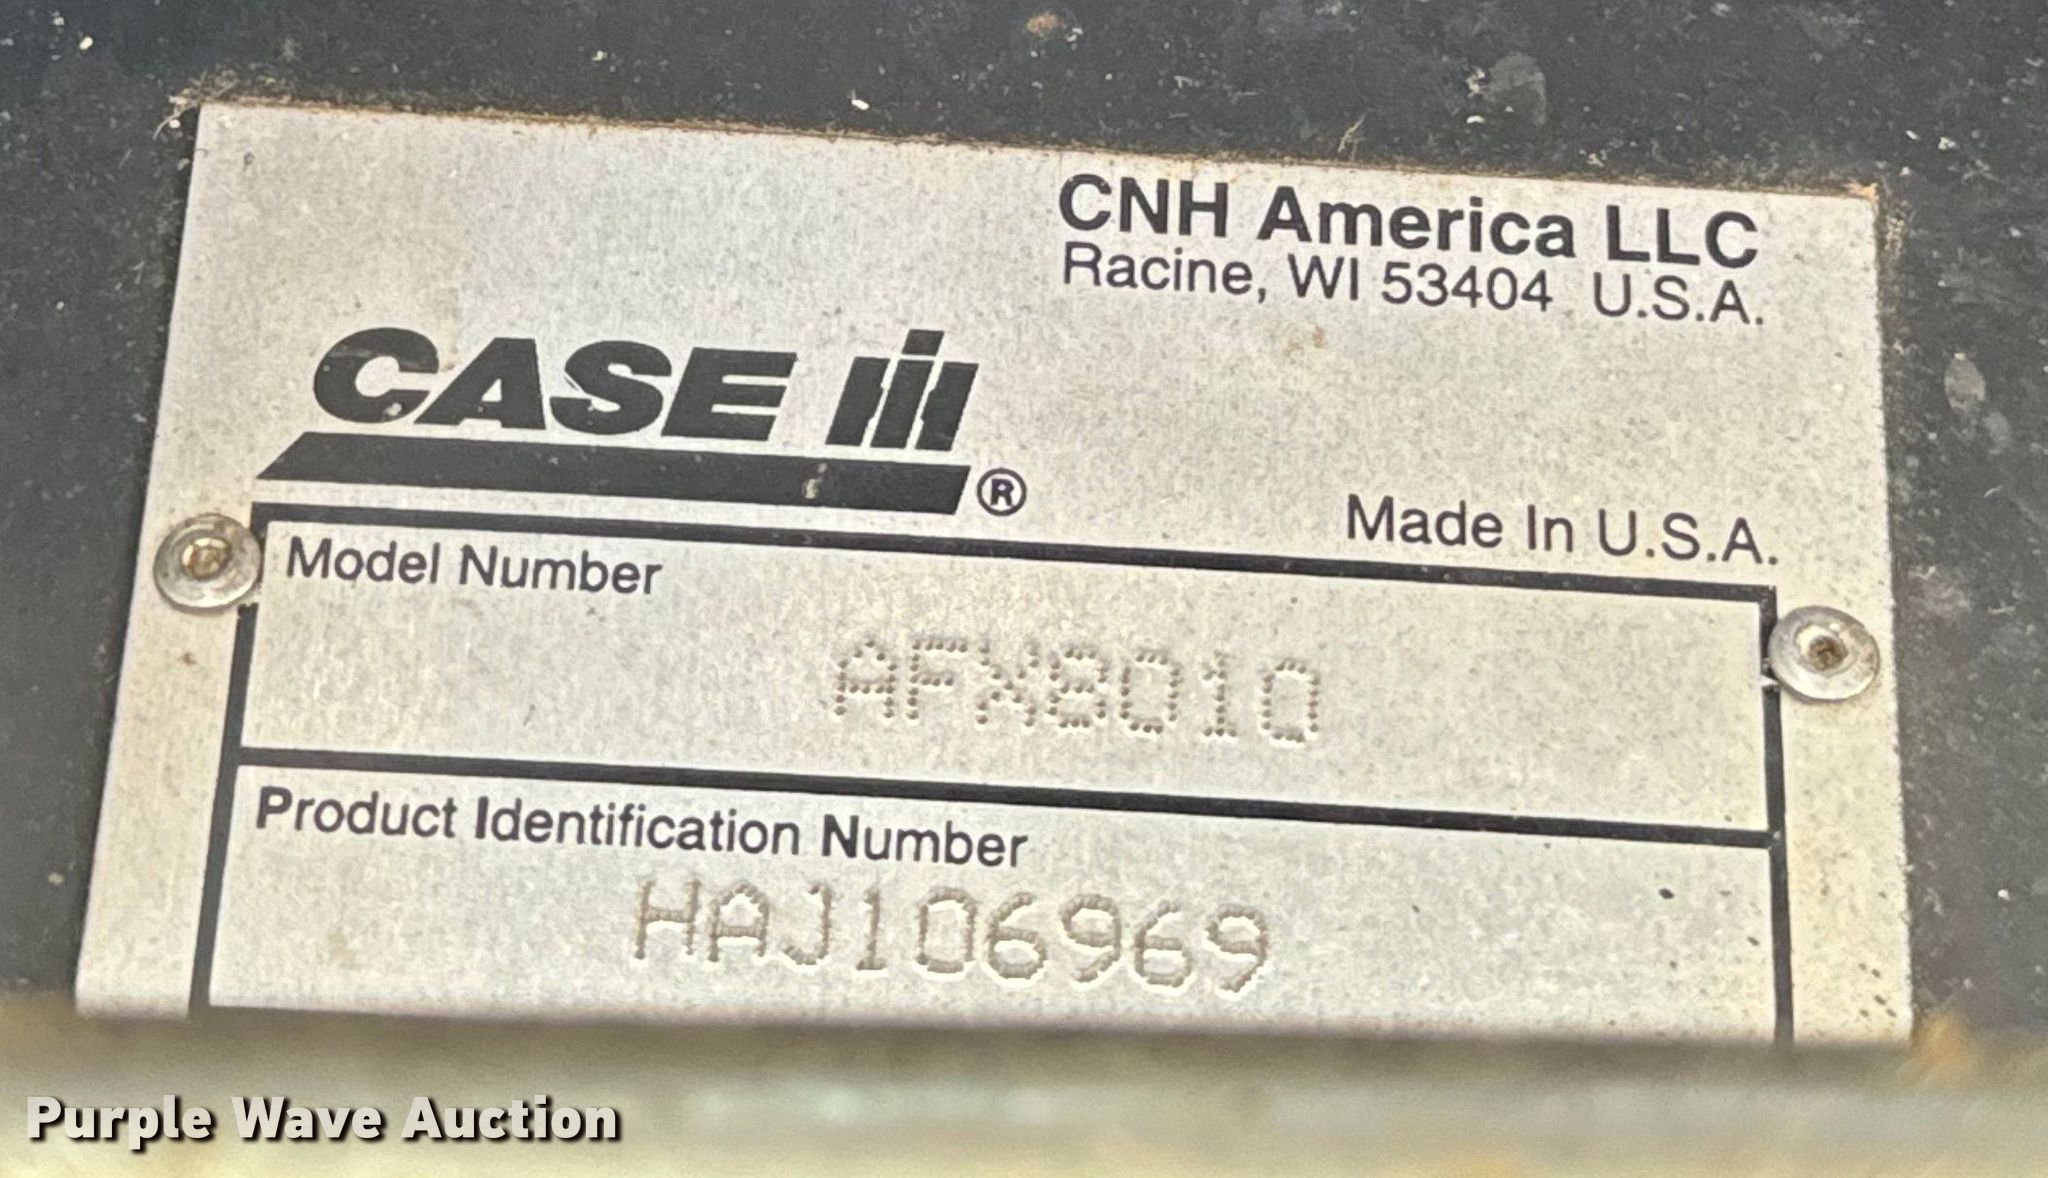 CNH America LLC
Racine, WI 53404 U.S.A.
CASE IH®
Made In U.S.A.
Model Number
AFX8010
Product Identification Number
HAJ106969
Purple Wave Auction